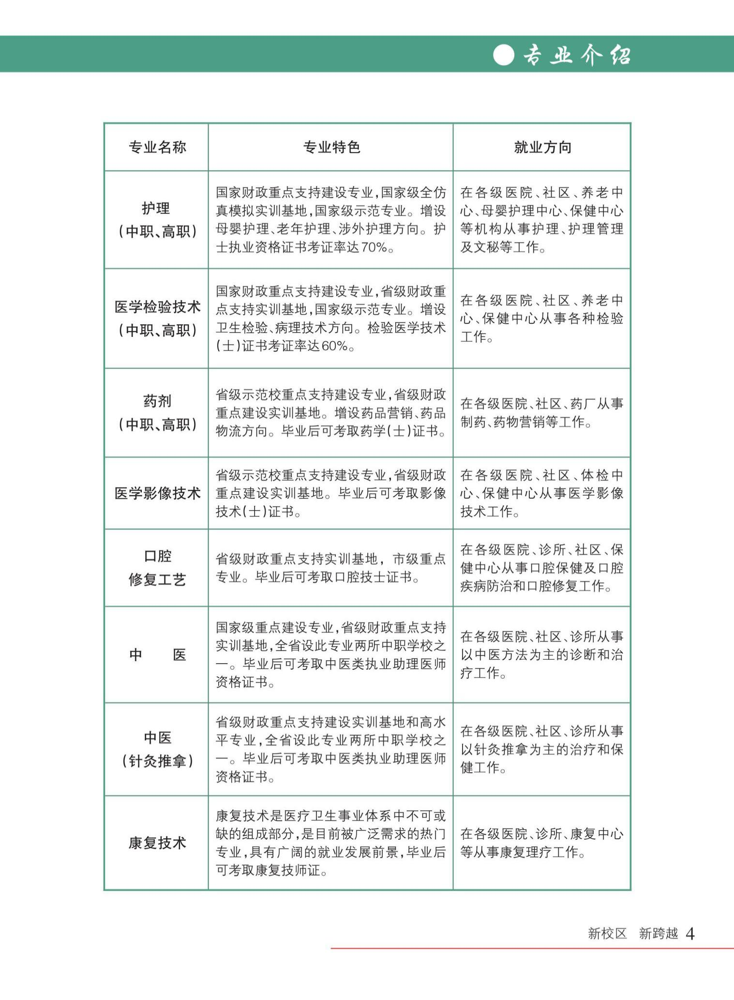 专业介绍
专业名称
专业特色
就业方向
护理
（中职、高职）
国家财政重点支持建设专业，国家级全仿
真模拟实训基地，国家级示范专业。增设
母婴护理、老年护理、涉外护理方向。护
士执业资格证书考证率达70%。
在各级医院、社区、养老中
心、母婴护理中心、保健中心
等机构从事护理、护理管理
及文秘等工作。
医学检验技术
（中职、高职）
国家财政重点支持建设专业，省级财政重
点支持实训基地，国家级示范专业。增设
卫生检验、病理技术方向。检验医学技术
（士）证书考证率达60%。
在各级医院、社区、养老中
心、保健中心从事各种检验
工作。
药剂
（中职、高职）
省级示范校重点支持建设专业，省级财政
重点建设实训基地。增设药品营销、药品
物流方向。毕业后可考取药学（士）证书。
在各级医院、社区、药厂从事
制药、药物营销等工作。
医学影像技术
省级示范校重点支持建设专业，省级财政
重点建设实训基地。毕业后可考取影像
技术（士）证书。
在各级医院、社区、体检中
心、保健中心从事医学影像
技术工作。
口腔
修复工艺
省级财政重点支持实训基地，市级重点
专业。毕业后可考取口腔技士证书。
在各级医院、诊所、社区、保
健中心从事口腔保健及口腔
疾病防治和口腔修复工作。
中　　医
国家级重点建设专业，省级财政重点支持
实训基地，全省设此专业两所中职学校之
一。毕业后可考取中医类执业助理医师
资格证书。
在各级医院、社区、诊所从事
以中医方法为主的诊断和治
疗工作。
中医
（针灸推拿）
省级财政重点支持建设实训基地和高水
平专业，全省设此专业两所中职学校之
一。毕业后可考取中医类执业助理医师
资格证书。
在各级医院、社区、诊所从事
以针灸推拿为主的治疗和保
健工作。
康复技术
康复技术是医疗卫生事业体系中不可或
缺的组成部分，是目前被广泛需求的热门
专业，具有广阔的就业发展前景，毕业后
可考取康复技师证。
在各级医院、诊所、康复中心
等从事康复理疗工作。
新校区　新跨越 4